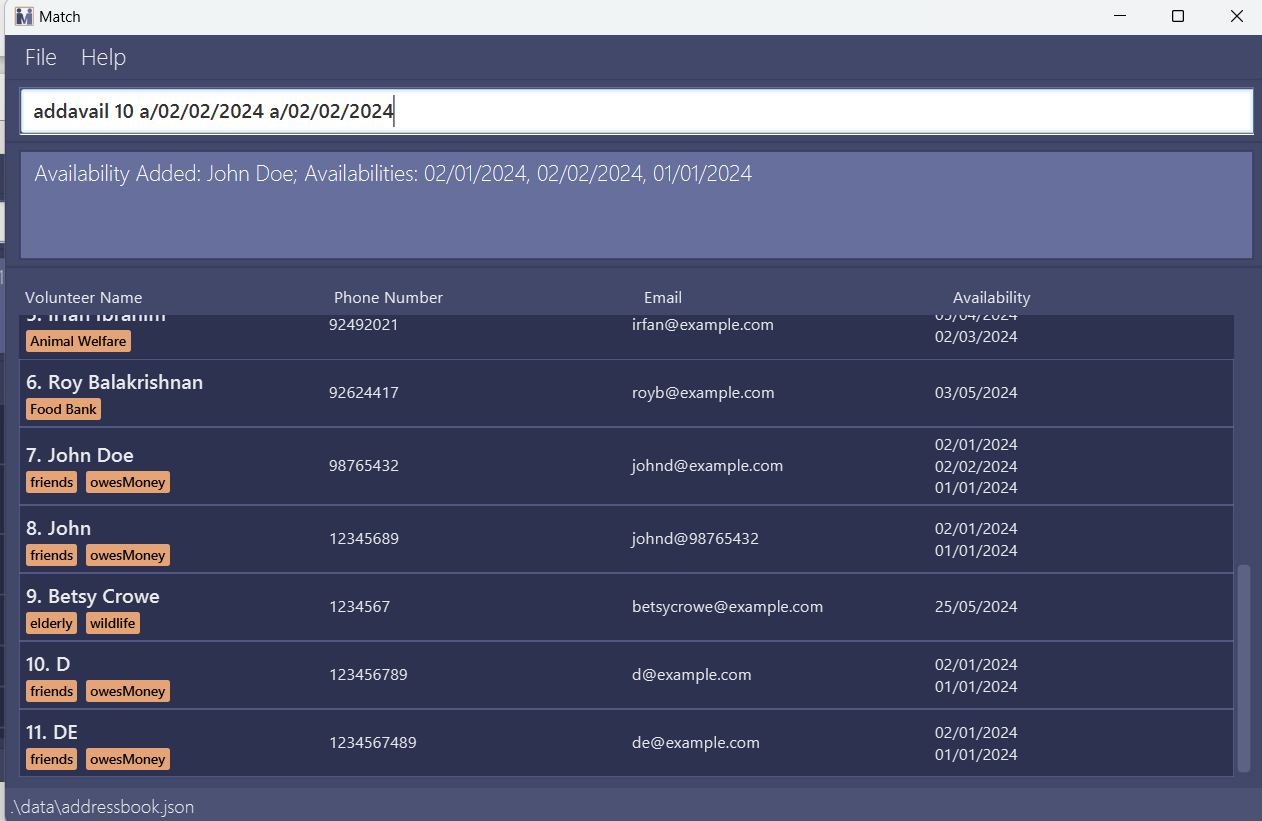 Match
File Help
addavail 10 a/02/02/2024 a/02/02/2024
Availability Added: John Doe; Availabilities: 02/01/2024, 02/02/2024, 01/01/2024
Volunteer Name Phone Number Email Availability
5. Irfan Ibrahim 92492021 irfan@example.com 05/04/2024
Animal Welfare 02/03/2024
6. Roy Balakrishnan 92624417 royb@example.com 03/05/2024
Food Bank
7. John Doe 98765432 johnd@example.com 02/01/2024
02/02/2024
friends owesMoney 01/01/2024
8. John 12345689 johnd@98765432 02/01/2024
friends owesMoney 01/01/2024
9. Betsy Crowe 1234567 betsycrowe@example.com 25/05/2024
elderly wildlife
10. D 123456789 d@example.com 02/01/2024
friends owesMoney 01/01/2024
11. DE 1234567489 de@example.com 02/01/2024
friends owesMoney 01/01/2024
.\data\addressbook.json